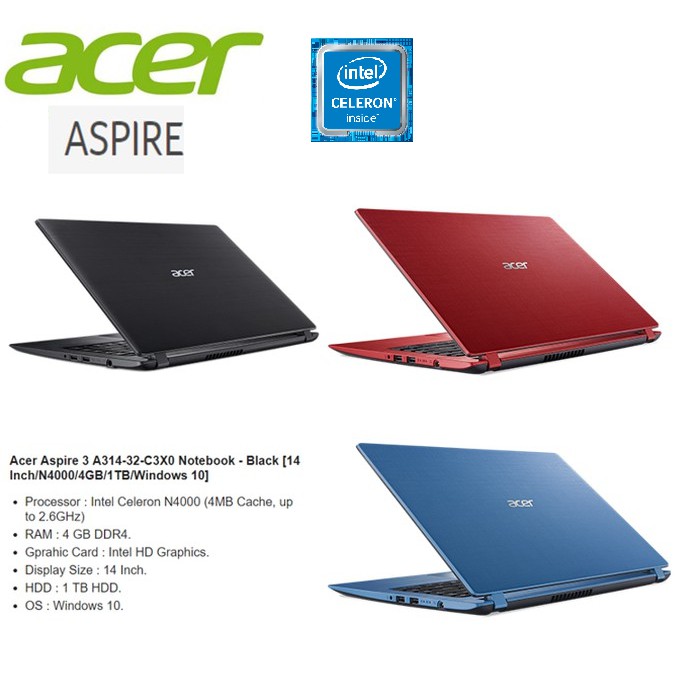 acer
ASPIRE
intel
CELERON®
inside™
acer
acer
Acer Aspire 3 A314-32-C3X0 Notebook - Black [14
Inch/N4000/4GB/1TB/Windows 10]
• Processor : Intel Celeron N4000 (4MB Cache, up
to 2.6GHz)
• RAM : 4 GB DDR4.
• Gprahic Card : Intel HD Graphics.
• Display Size : 14 Inch.
• HDD : 1 TB HDD.
• OS : Windows 10.
acer